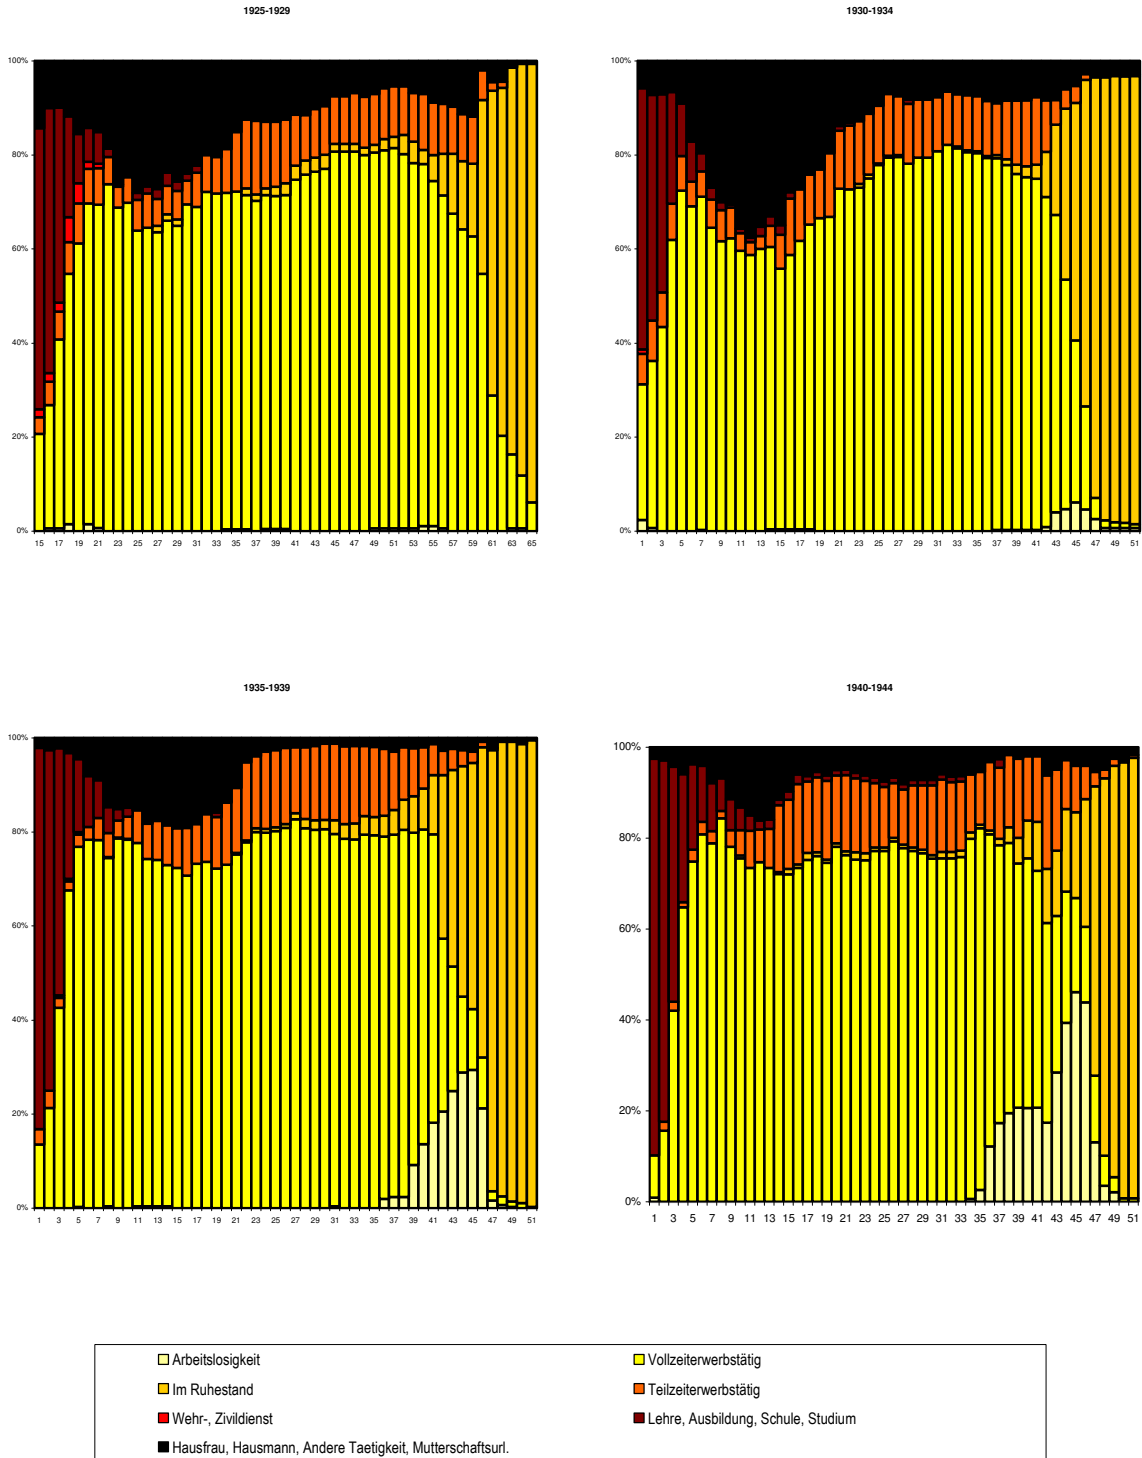 1925-1929
1930-1934
100%
80%
60%
40%
20%
0%
15 17 19 21 23 25 27 29 31 33 35 37 39 41 43 45 47 49 51 53 55 57 59 61 63 65
100%
80%
60%
40%
20%
0%
1 3 5 7 9 11 13 15 17 19 21 23 25 27 29 31 33 35 37 39 41 43 45 47 49 51
1935-1939
1940-1944
100%
80%
60%
40%
20%
0%
1 3 5 7 9 11 13 15 17 19 21 23 25 27 29 31 33 35 37 39 41 43 45 47 49 51
100%
80%
60%
40%
20%
0%
1 3 5 7 9 11 13 15 17 19 21 23 25 27 29 31 33 35 37 39 41 43 45 47 49 51
Arbeitslosigkeit
Vollzeiterwerbstätig
Im Ruhestand
Teilzeiterwerbstätig
Wehr-, Zivildienst
Lehre, Ausbildung, Schule, Studium
Hausfrau, Hausmann, Andere Taetigkeit, Mutterschaftsurl.